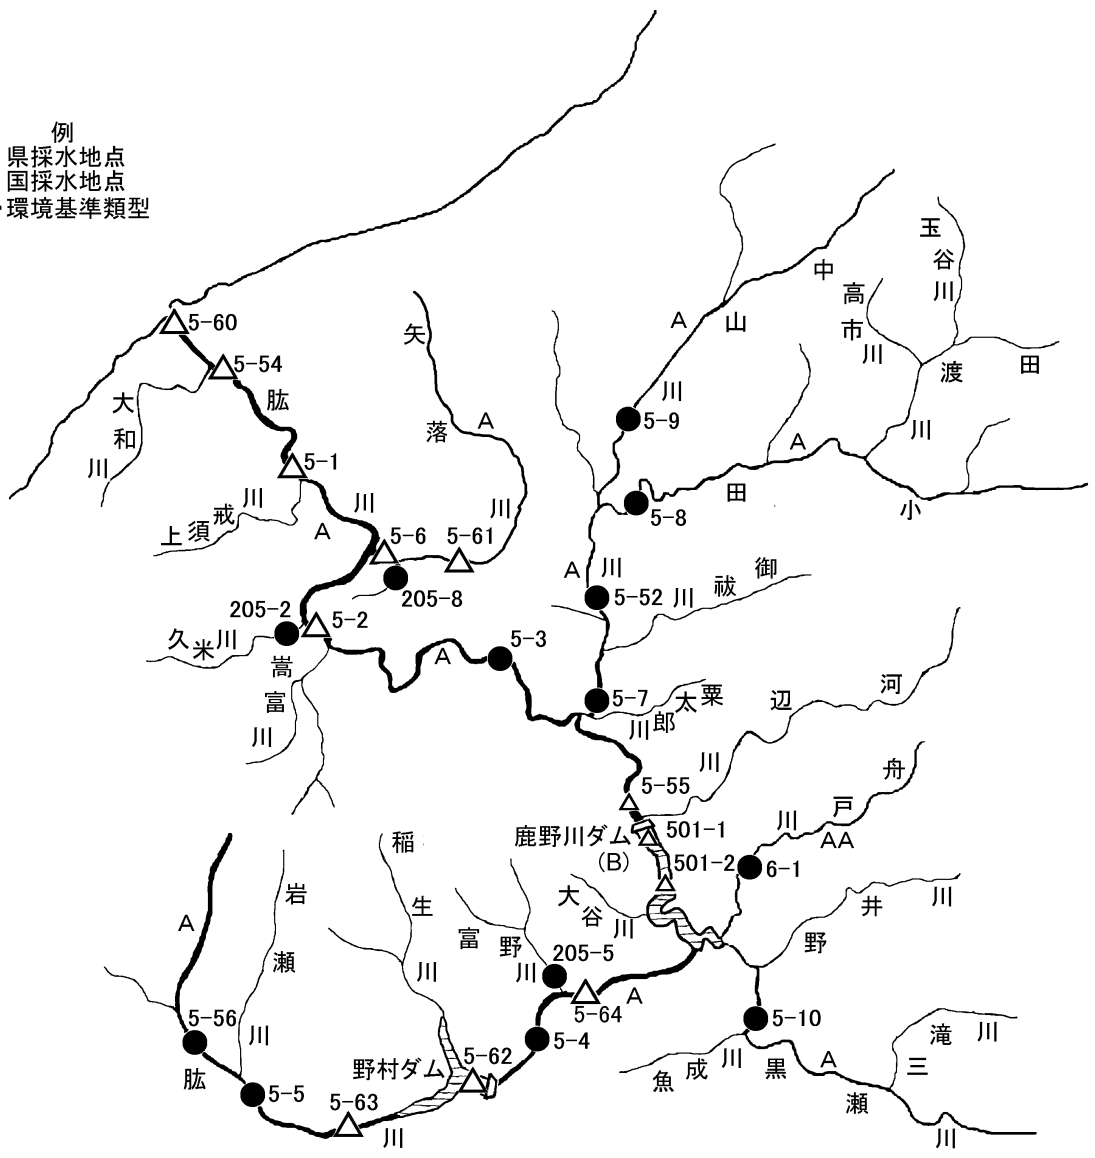 例
県採水地点
国採水地点
・環境基準類型
5-60
5-54
肱
川
A
大和川
5-1
上須戒川
矢落川
A
5-6
5-61
205-8
205-2
5-2
久米川
嵩富川
A
5-3
中山川
A
5-9
玉谷川
高市川
田渡川
小田川
A
5-8
A
5-52
御祓川
5-7
粟太郎川
河辺川
5-55
鹿野川ダム
(B)
501-1
501-2
舟戸川
AA
6-1
大谷川
野井川
A
岩瀬川
稲生川
富野川
205-5
5-64
A
5-4
5-10
魚成川
黒瀬川
A
三滝川
5-56
肱
川
5-5
5-63
野村ダム
5-62